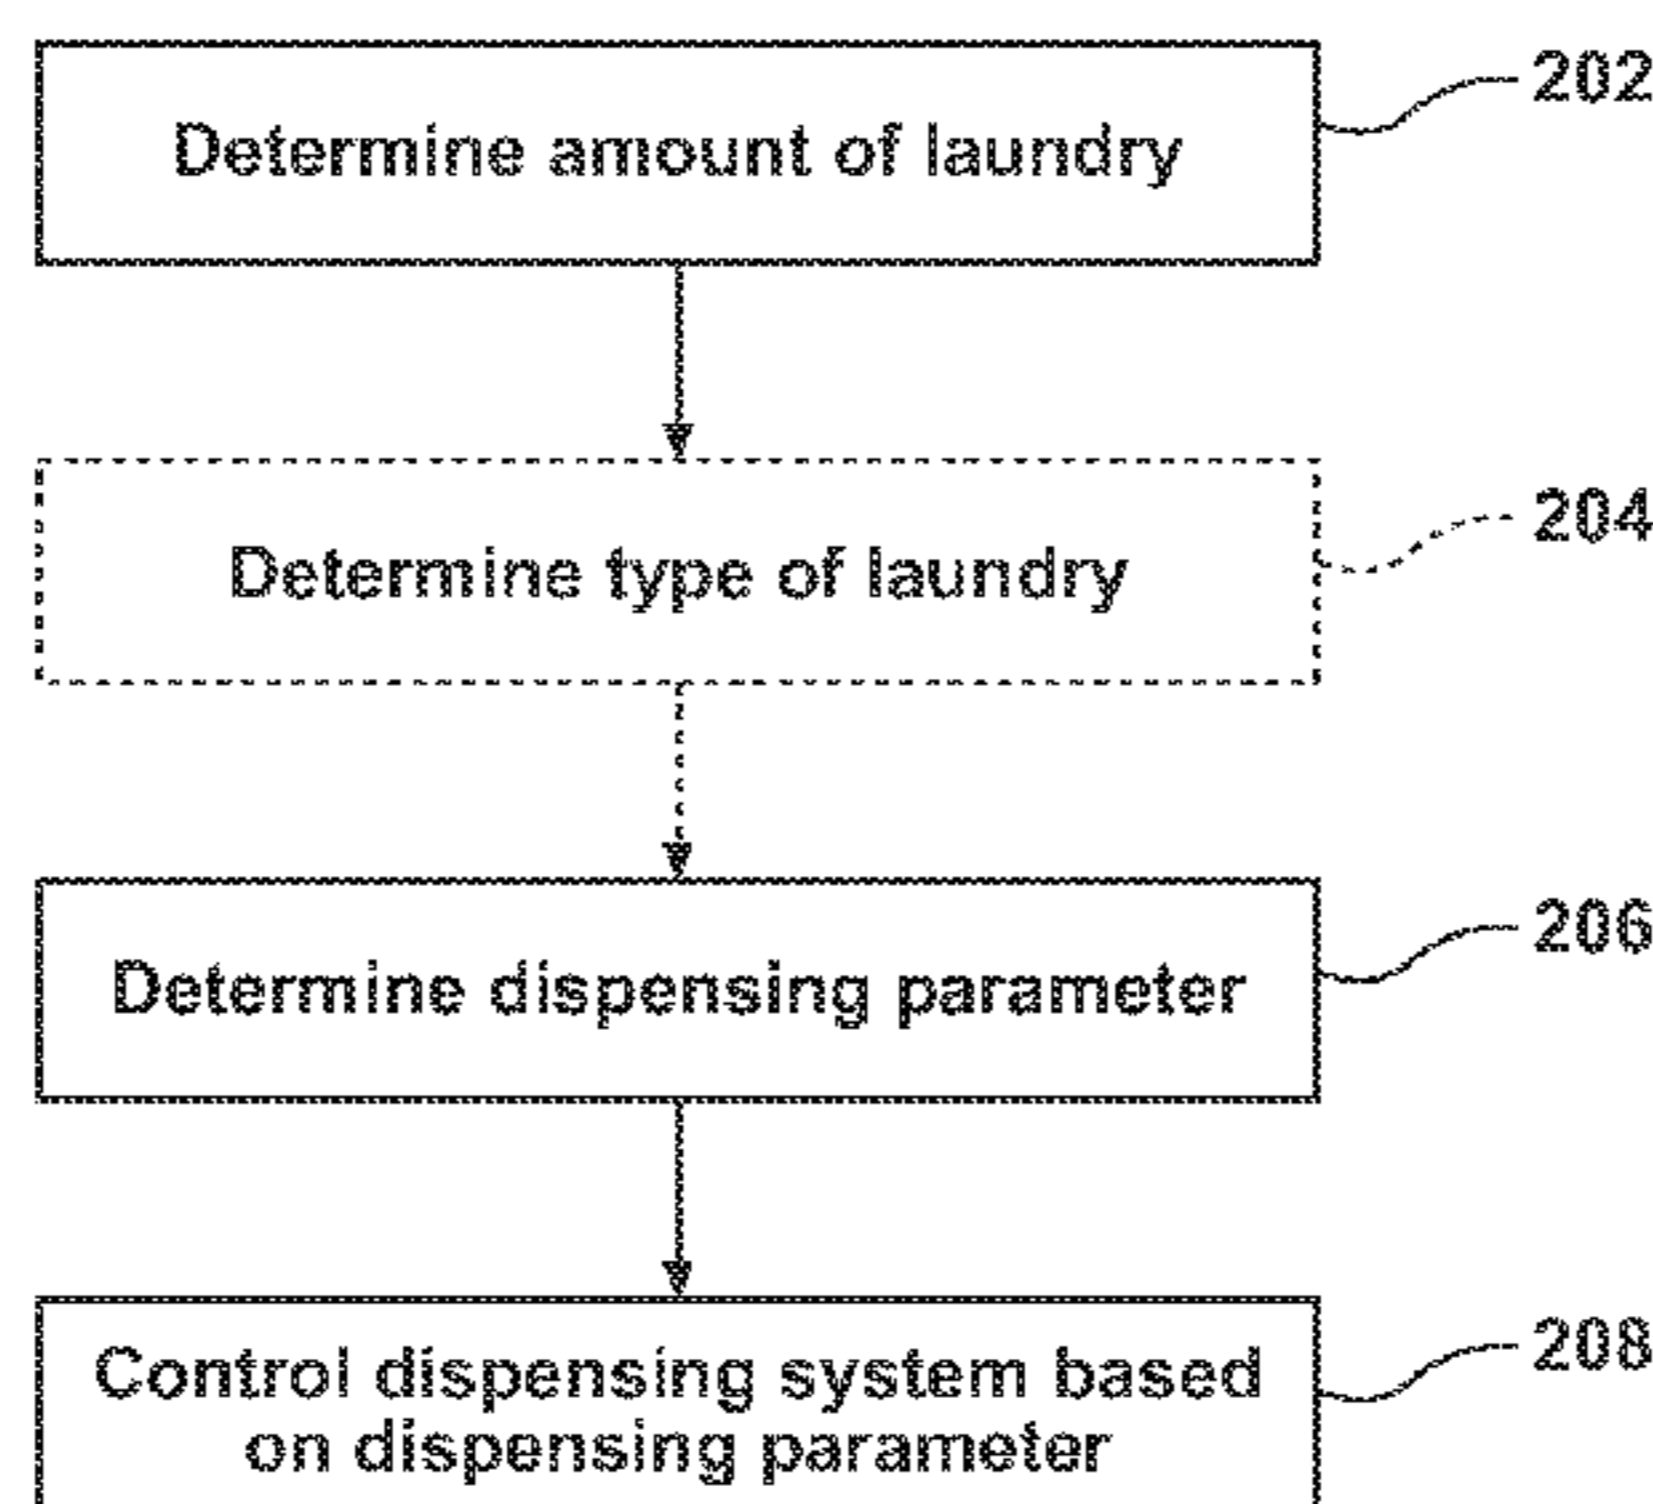 202
Determine amount of laundry
204
Determine type of laundry
206
Determine dispensing parameter
208
Control dispensing system based
on dispensing parameter